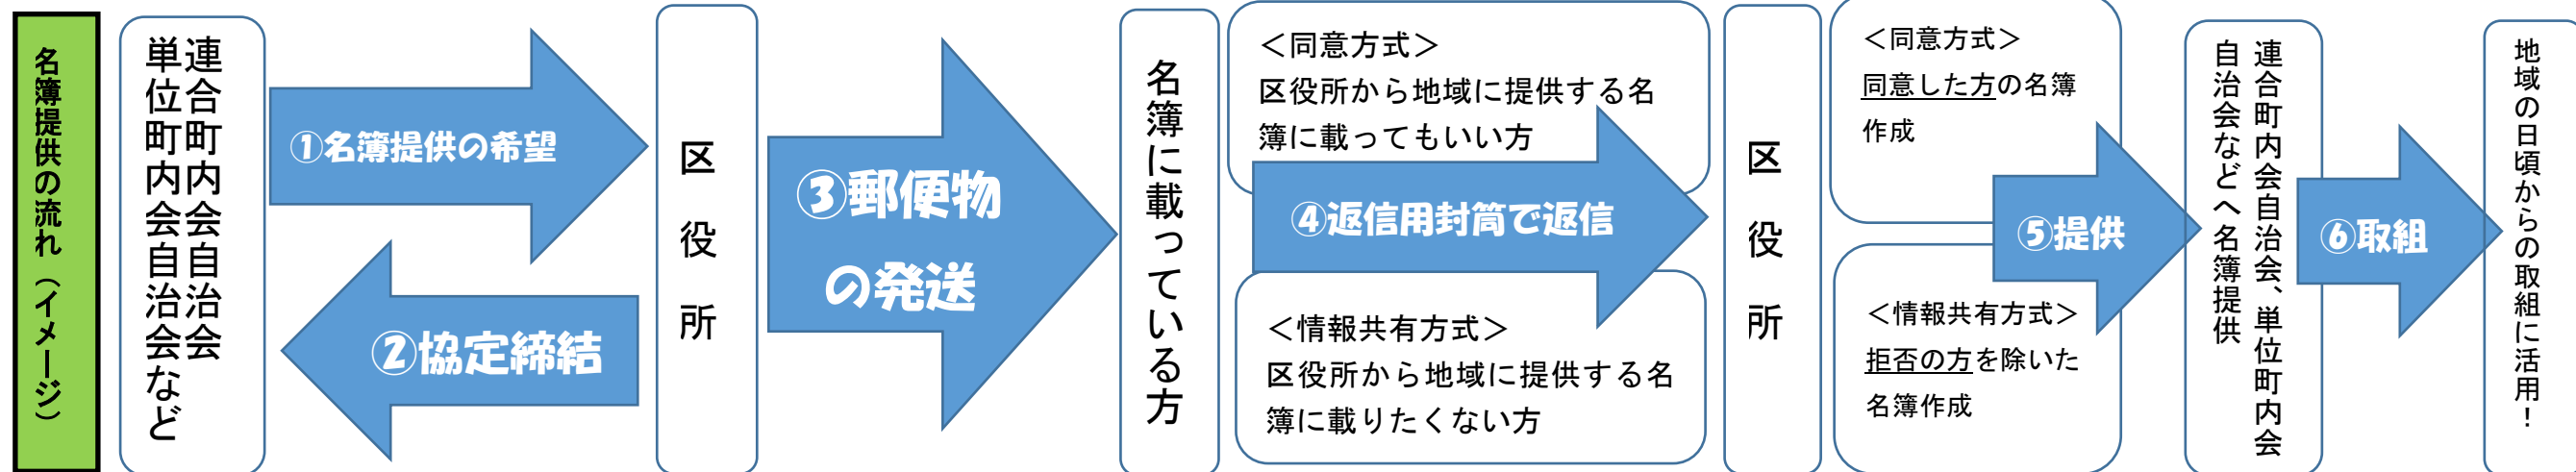 名簿提供の流れ（イメージ）
連合町内会自治会
単位町内会自治会など
①名簿提供の希望
②協定締結
区役所
③郵便物
の発送
名簿に載っている方
＜同意方式＞
区役所から地域に提供する名
簿に載ってもいい方
④返信用封筒で返信
＜情報共有方式＞
区役所から地域に提供する名
簿に載りたくない方
区役所
＜同意方式＞
同意した方の名簿
作成
⑤提供
＜情報共有方式＞
拒否の方を除いた
名簿作成
連合町内会自治会、単位町内会
自治会などへ名簿提供
⑥取組
地域の日頃からの取組に活用！